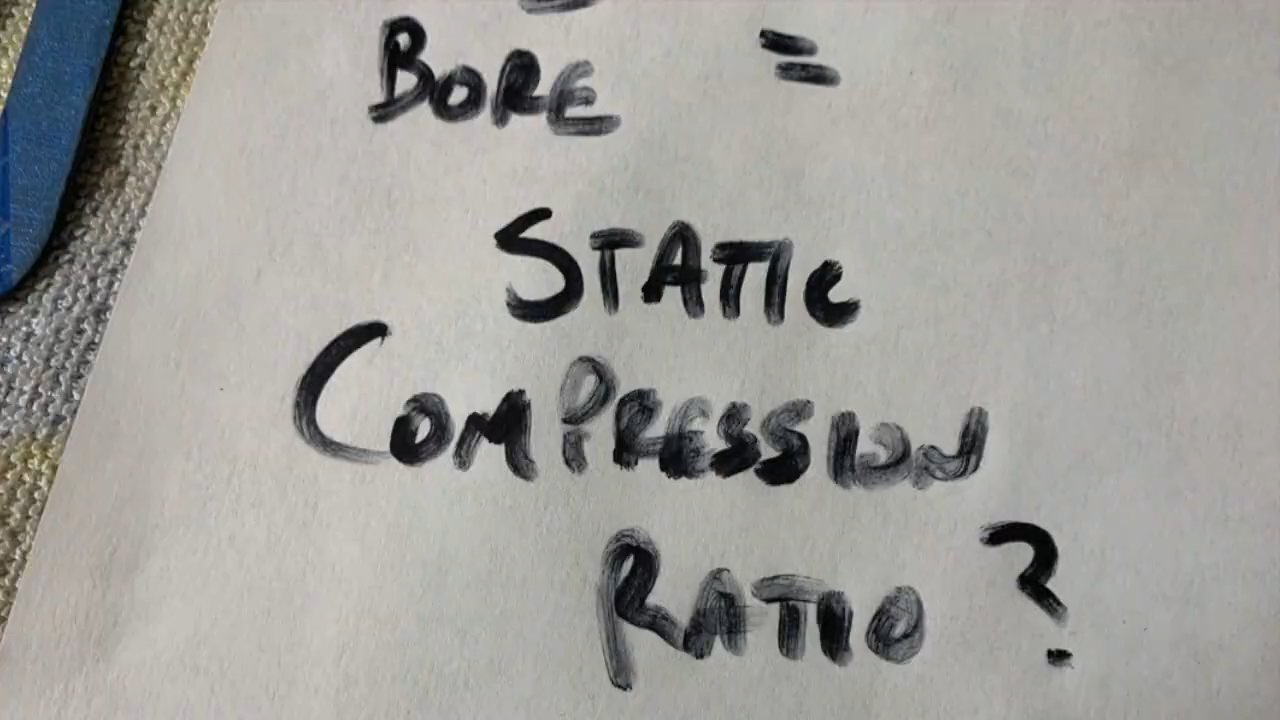 BORE =
STATIC
COMPRESSION
RATIO ?